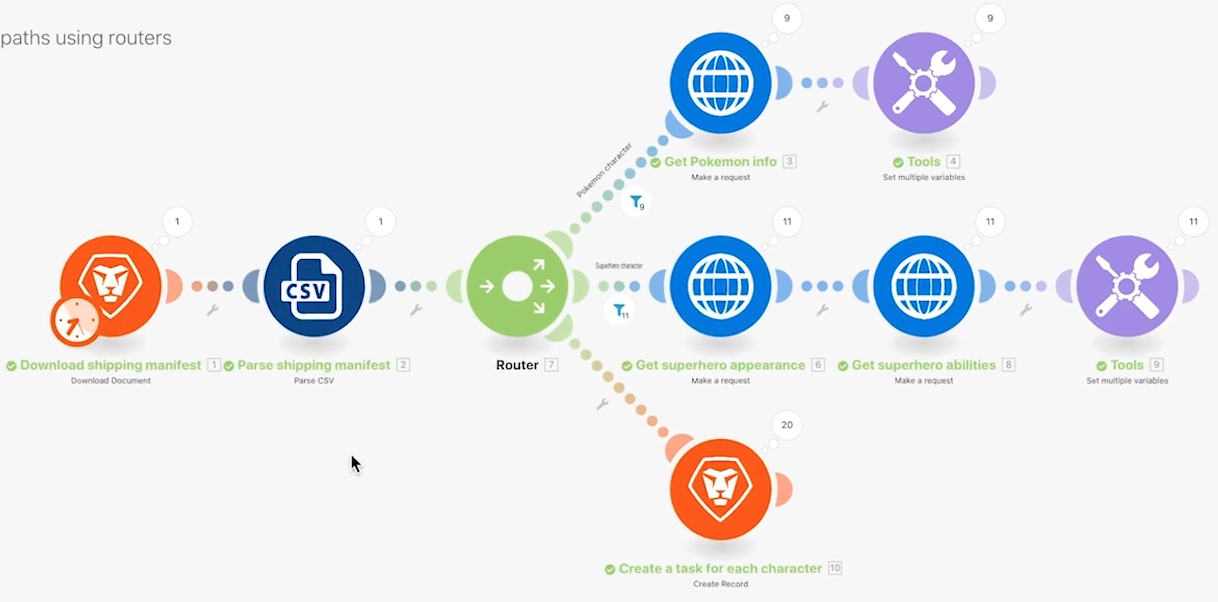 paths using routers
9
9
Pokemon character
9
Get Pokemon info 3
Make a request
Tools 4
Set multiple variables
1
1
11
11
11
CSV
Superhero character
11
Download shipping manifest 1
Download Document
Parse shipping manifest 2
Parse CSV
Router 7
Get superhero appearance 6
Make a request
Get superhero abilities 8
Make a request
Tools 9
Set multiple variables
20
Create a task for each character 10
Create Record